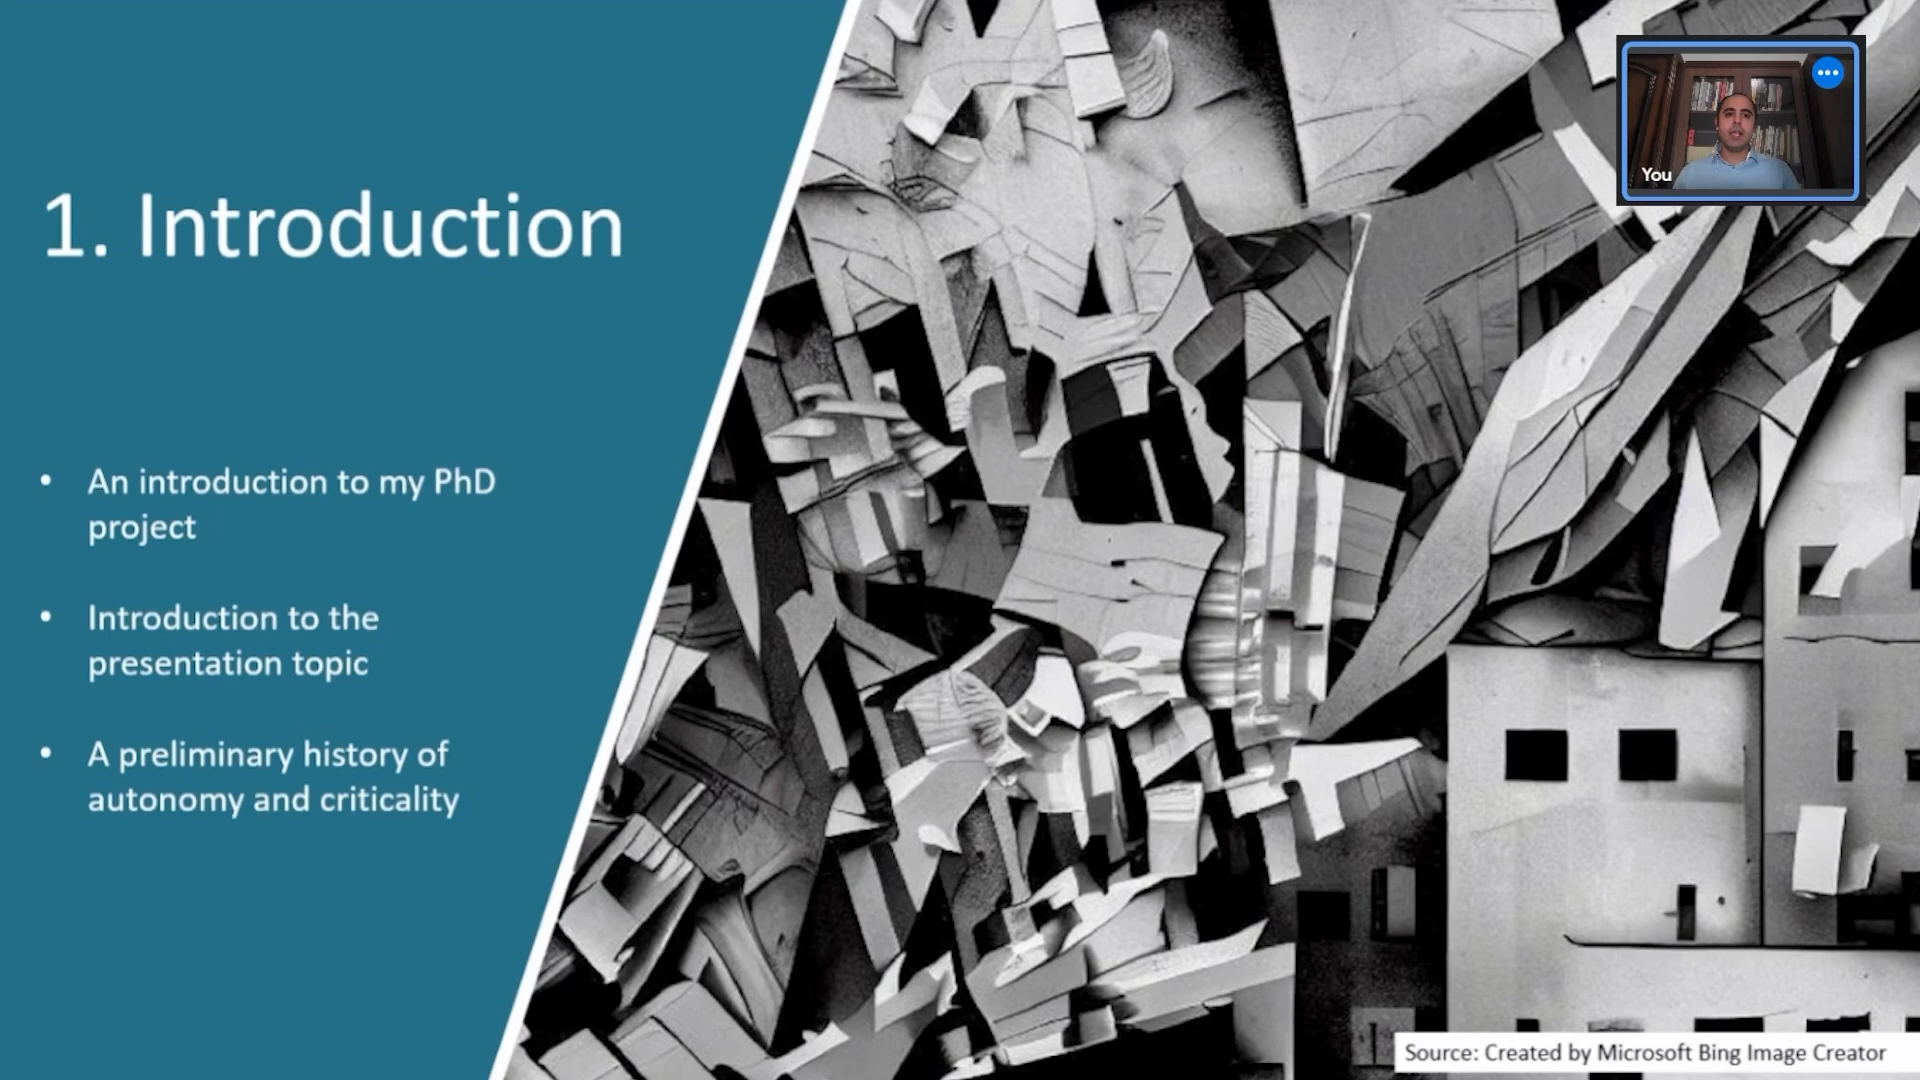 1. Introduction
• An introduction to my PhD
project
• Introduction to the
presentation topic
• A preliminary history of
autonomy and criticality
You
Source: Created by Microsoft Bing Image Creator